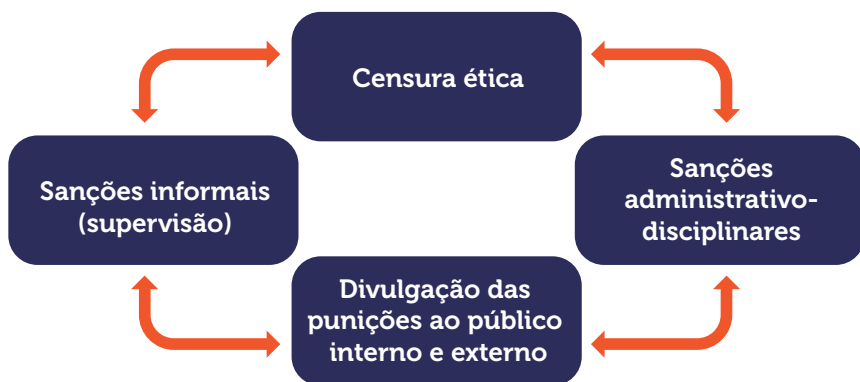 Censura ética
Sanções informais
(supervisão)
Sanções
administrativo-
disciplinares
Divulgação das
punições ao público
interno e externo